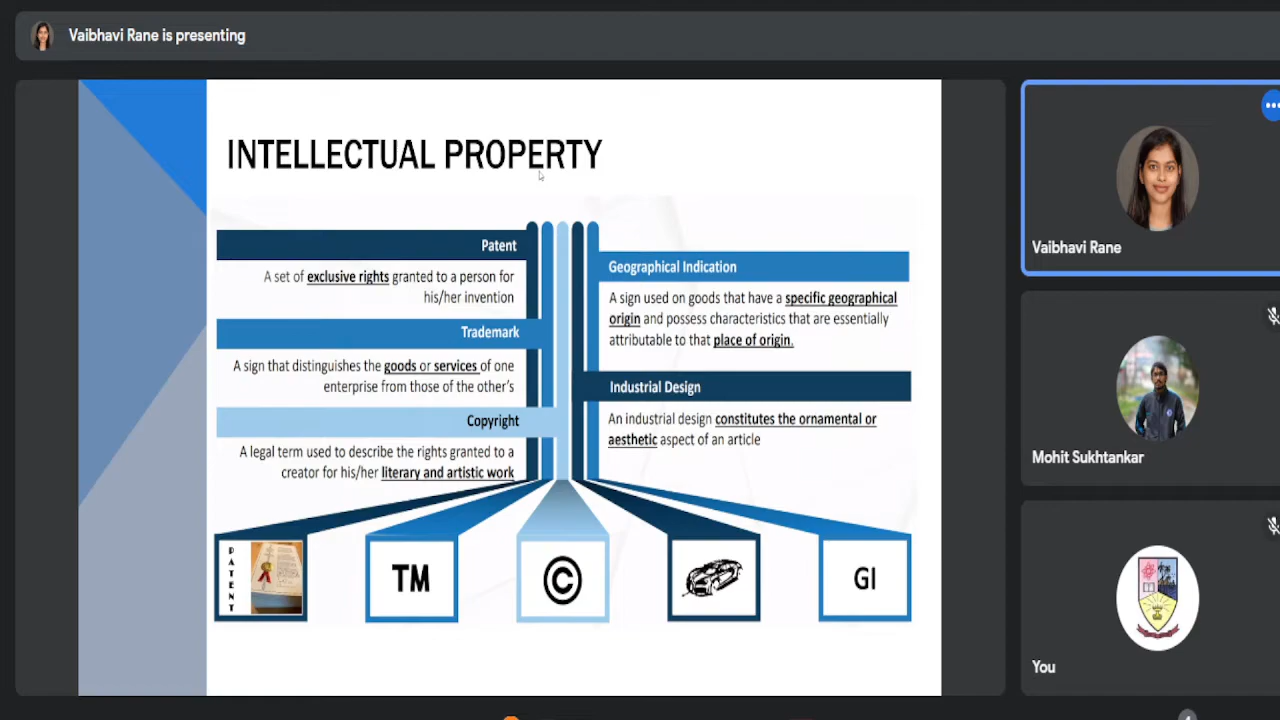 Vaibhavi Rane is presenting
INTELLECTUAL PROPERTY
Patent
A set of exclusive rights granted to a person for
his/her invention
Trademark
A sign that distinguishes the goods or services of one
enterprise from those of the other's
Copyright
A legal term used to describe the rights granted to a
creator for his/her literary and artistic work
Geographical Indication
A sign used on goods that have a specific geographical
origin and possess characteristics that are essentially
attributable to that place of origin.
Industrial Design
An industrial design constitutes the ornamental or
aesthetic aspect of an article
PATENT
TM
©
GI
Vaibhavi Rane
Mohit Sukhtankar
You